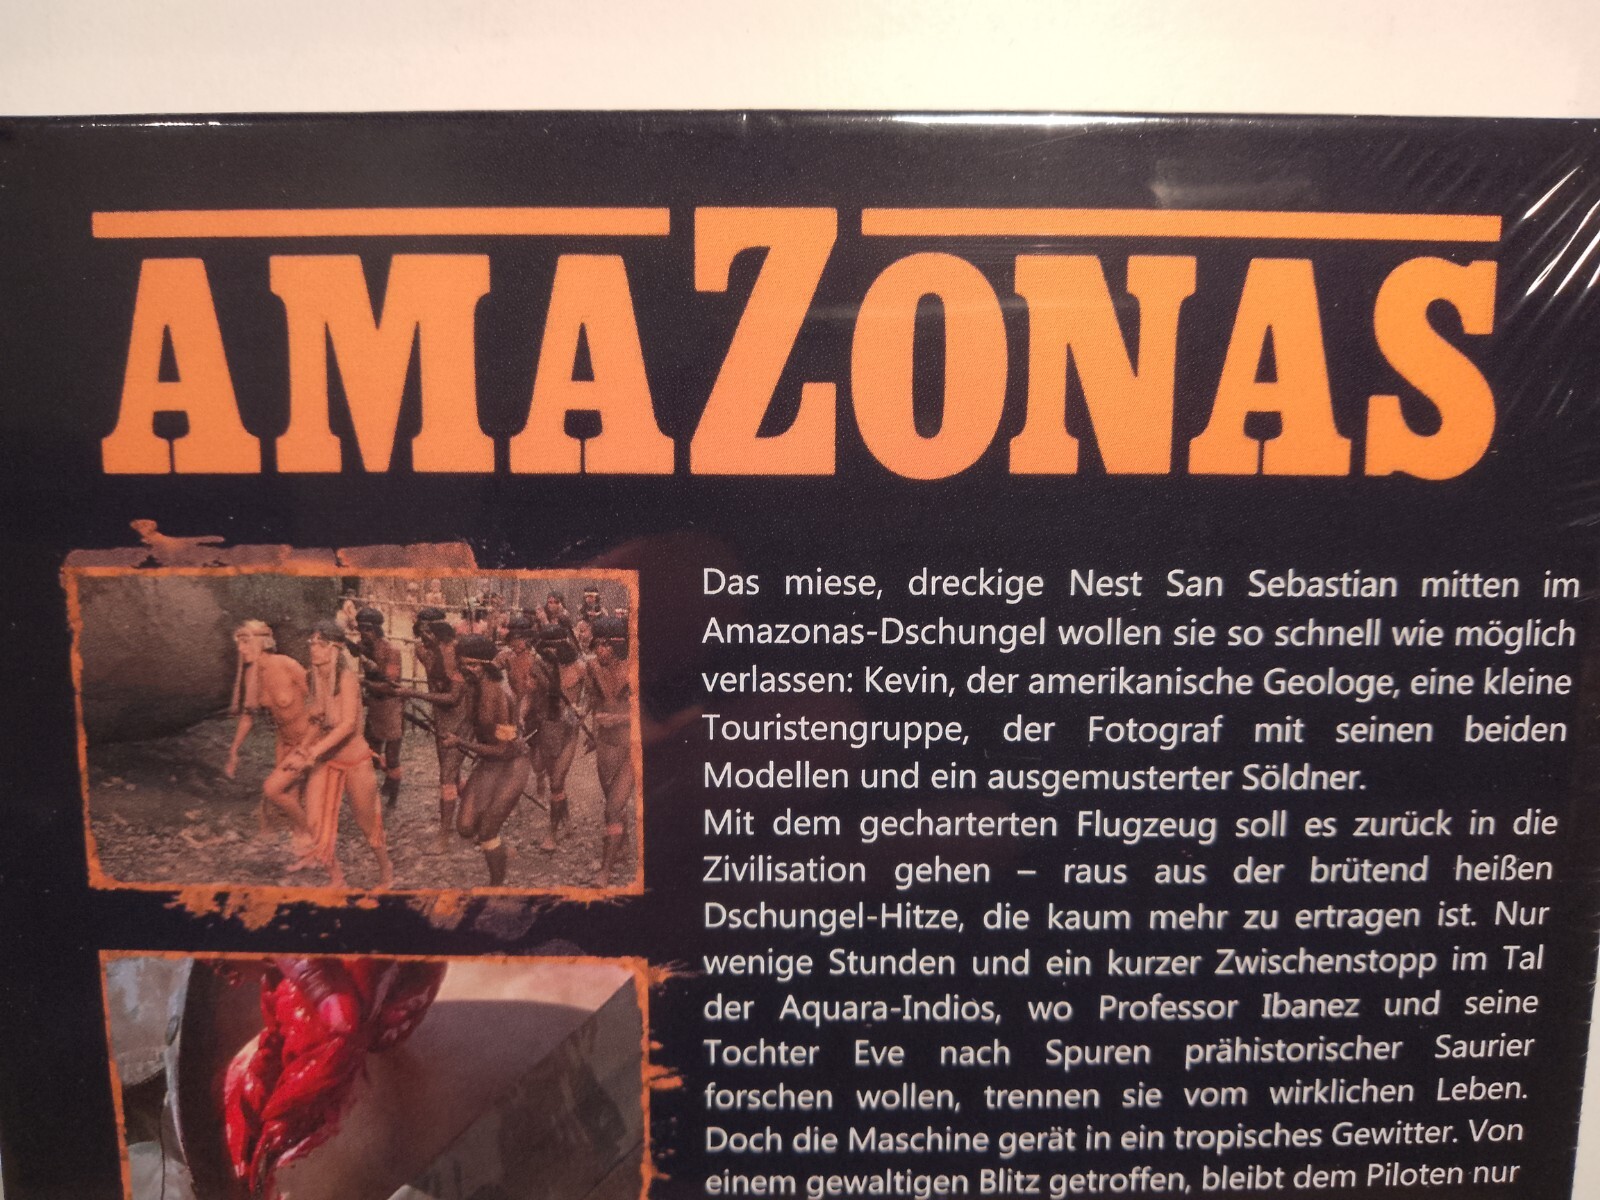 AMAZONAS
Das miese, dreckige Nest San Sebastian mitten im
Amazonas-Dschungel wollen sie so schnell wie möglich
verlassen: Kevin, der amerikanische Geologe, eine kleine
Touristengruppe, der Fotograf mit seinen beiden
Modellen und ein ausgemusterter Söldner.
Mit dem gecharterten Flugzeug soll es zurück in die
Zivilisation gehen – raus aus der brütend heißen
Dschungel-Hitze, die kaum mehr zu ertragen ist. Nur
wenige Stunden und ein kurzer Zwischenstopp im Tal
der Aquara-Indios, wo Professor Ibanez und seine
Tochter Eve nach Spuren prähistorischer Saurier
forschen wollen, trennen sie vom wirklichen Leben.
Doch die Maschine gerät in ein tropisches Gewitter. Von
einem gewaltigen Blitz getroffen, bleibt dem Piloten nur